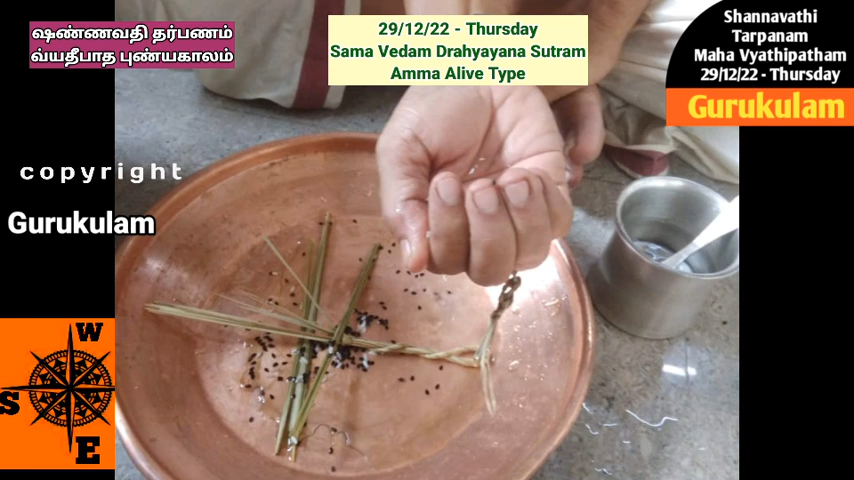 ஷண்ணவதி தர்பணம்
வ்யதீபாத புண்யகாலம்
29/12/22 - Thursday
Sama Vedam Drahyayana Sutram
Amma Alive Type
Shannavathi
Tarpanam
Maha Vyathipatham
29/12/22 - Thursday
Gurukulam
copyright
Gurukulam
W
S
E